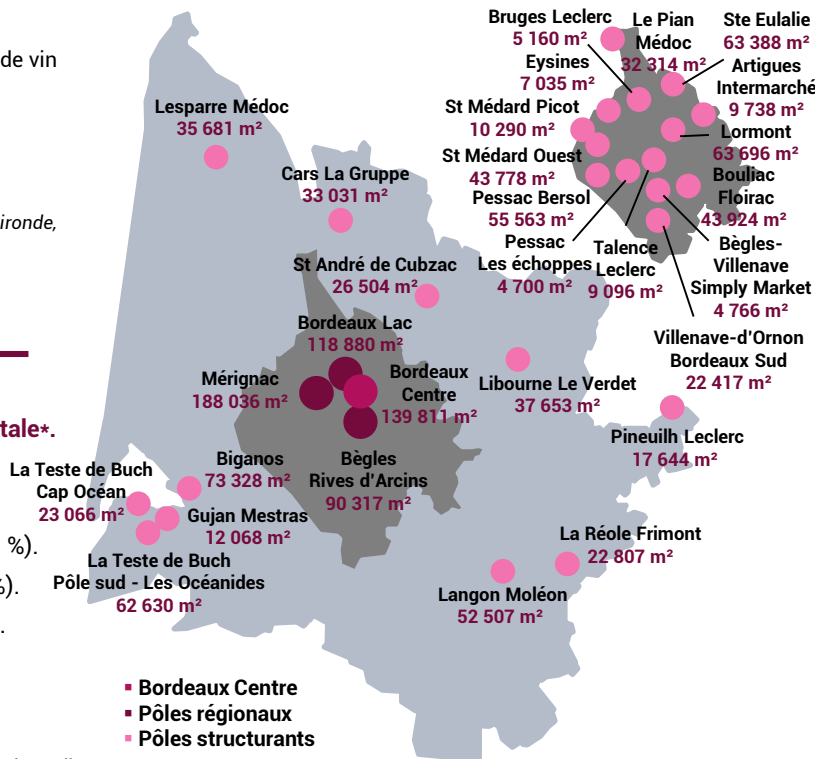 de vin
ironde,
tale*.
%).
%).
.
Lesparre Médoc
35 681 m²
Cars La Gruppe
33 031 m²
St André de Cubzac
26 504 m²
Bordeaux Lac
118 880 m²
Mérignac
188 036 m²
Bordeaux
Centre
139 811 m²
Bègles
Rives d'Arcins
90 317 m²
Libourne Le Verdet
37 653 m²
Pineuilh Leclerc
17 644 m²
La Teste de Buch
Cap Océan
23 066 m²
Biganos
73 328 m²
Gujan Mestras
12 068 m²
La Teste de Buch
Pôle sud - Les Océanides
62 630 m²
La Réole Frimont
22 807 m²
Langon Moléon
52 507 m²
Bruges Leclerc
5 160 m²
Le Pian
Médoc
32 314 m²
Ste Eulalie
63 388 m²
Eysines
7 035 m²
Artigues
Intermarché
9 738 m²
St Médard Picot
10 290 m²
Lormont
63 696 m²
St Médard Ouest
43 778 m²
Bouliac
Floirac
43 924 m²
Pessac Bersol
55 563 m²
Pessac
Les échoppes
4 700 m²
Talence
Leclerc
9 096 m²
Bègles-
Villenave
Simply Market
4 766 m²
Villenave-d'Ornon
Bordeaux Sud
22 417 m²
▪ Bordeaux Centre
▪ Pôles régionaux
▪ Pôles structurants